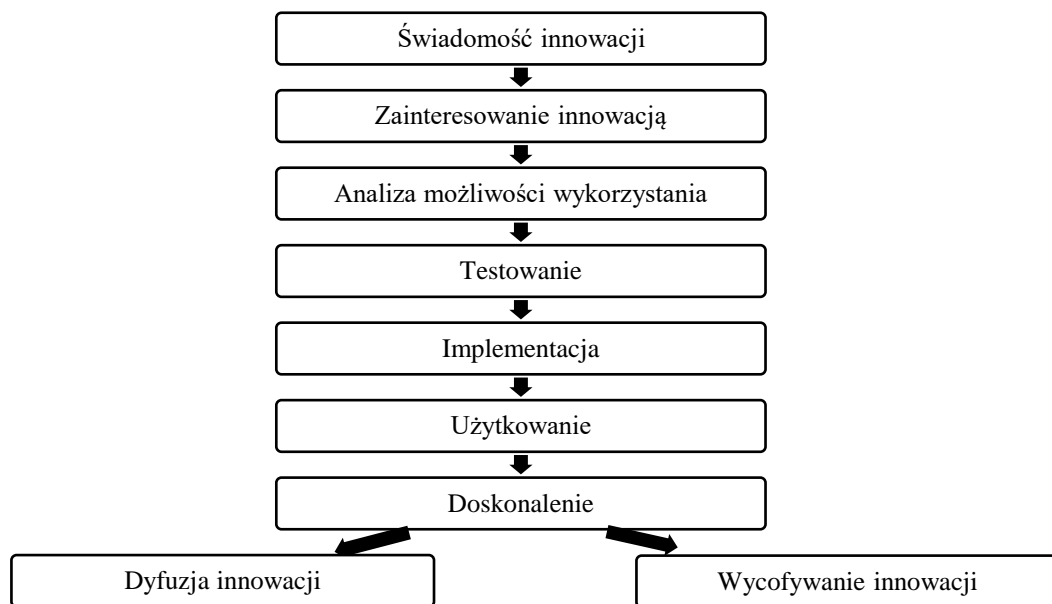 Świadomość innowacji
Zainteresowanie innowacją
Analiza możliwości wykorzystania
Testowanie
Implementacja
Użytkowanie
Doskonalenie
Dyfuzja innowacji
Wycofywanie innowacji